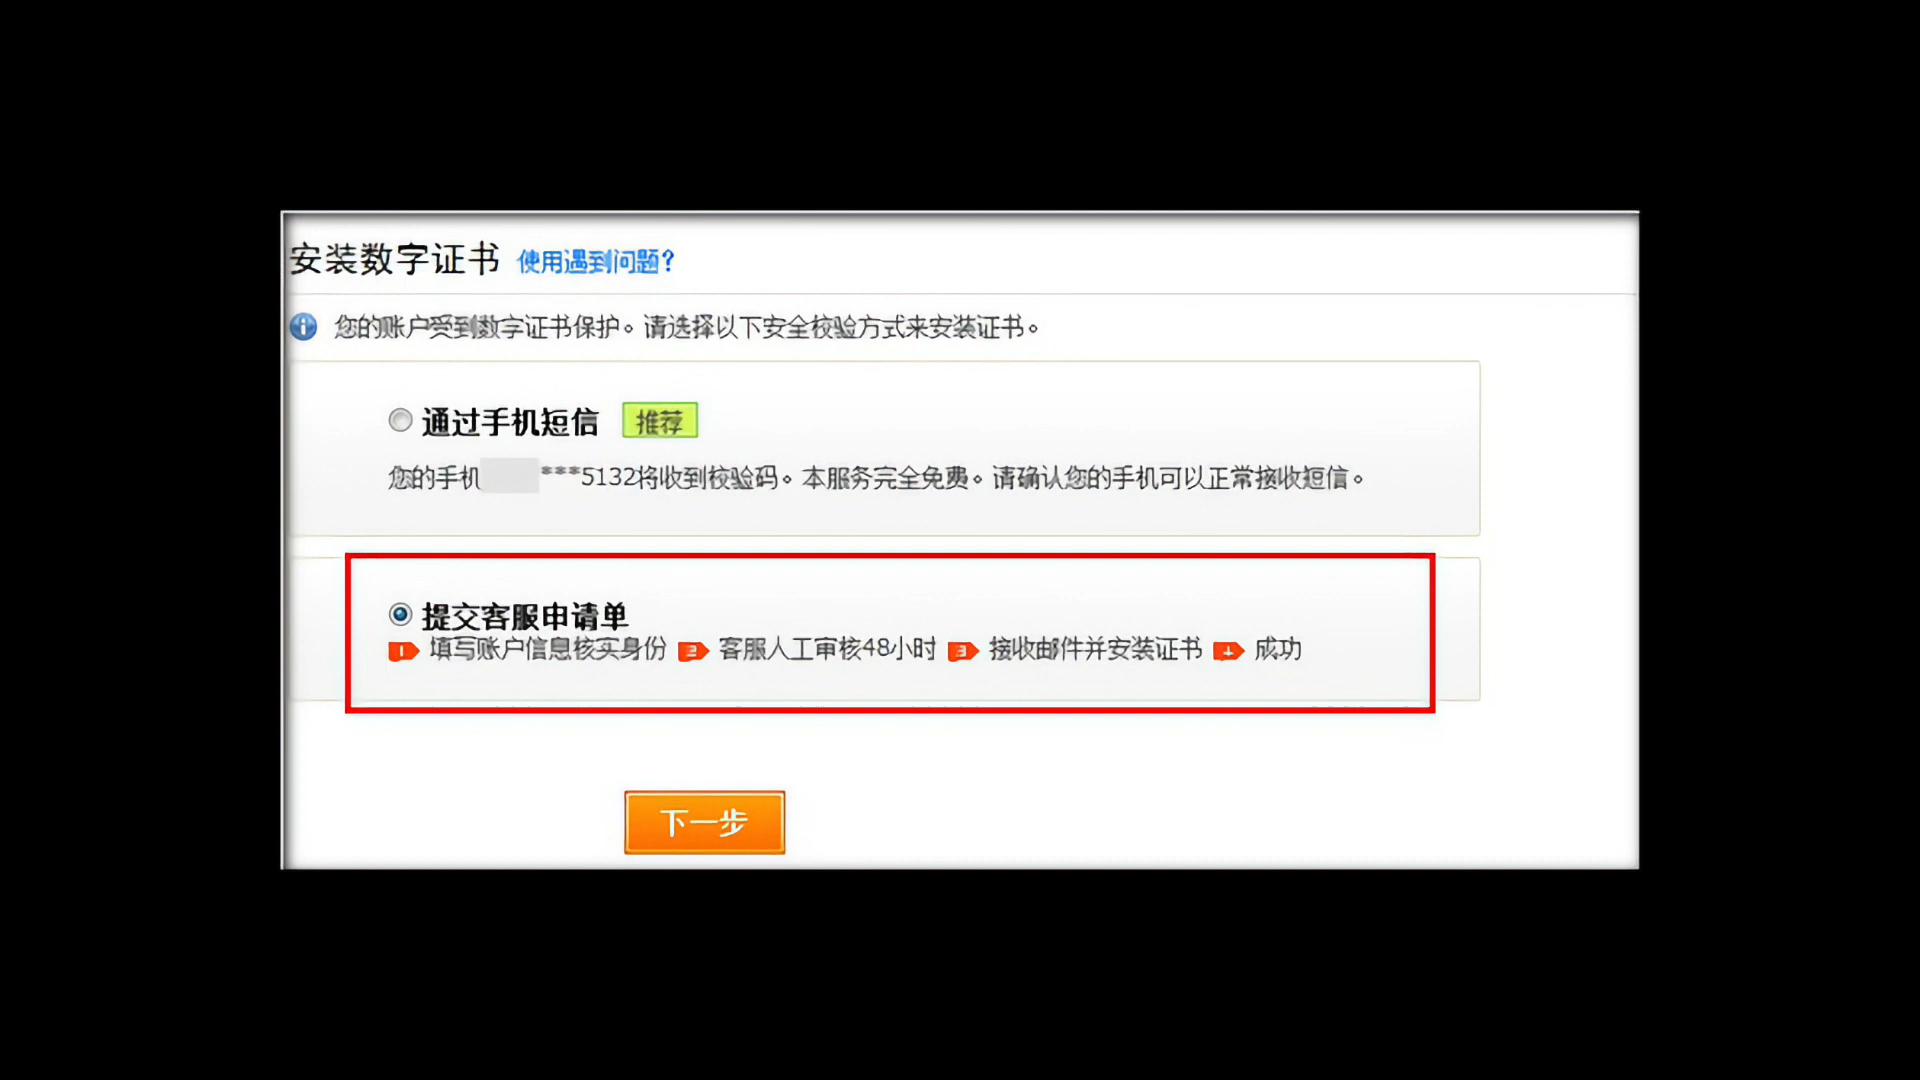 安装数字证书 使用遇到问题?
您的账户受到数字证书保护。请选择以下安全校验方式来安装证书。
通过手机短信 推荐
您的手机 ***5132将收到校验码。本服务完全免费。请确认您的手机可以正常接收短信。
提交客服申请单
1 填写账户信息核实身份 2 客服人工审核48小时 3 接收邮件并安装证书 4 成功
下一步